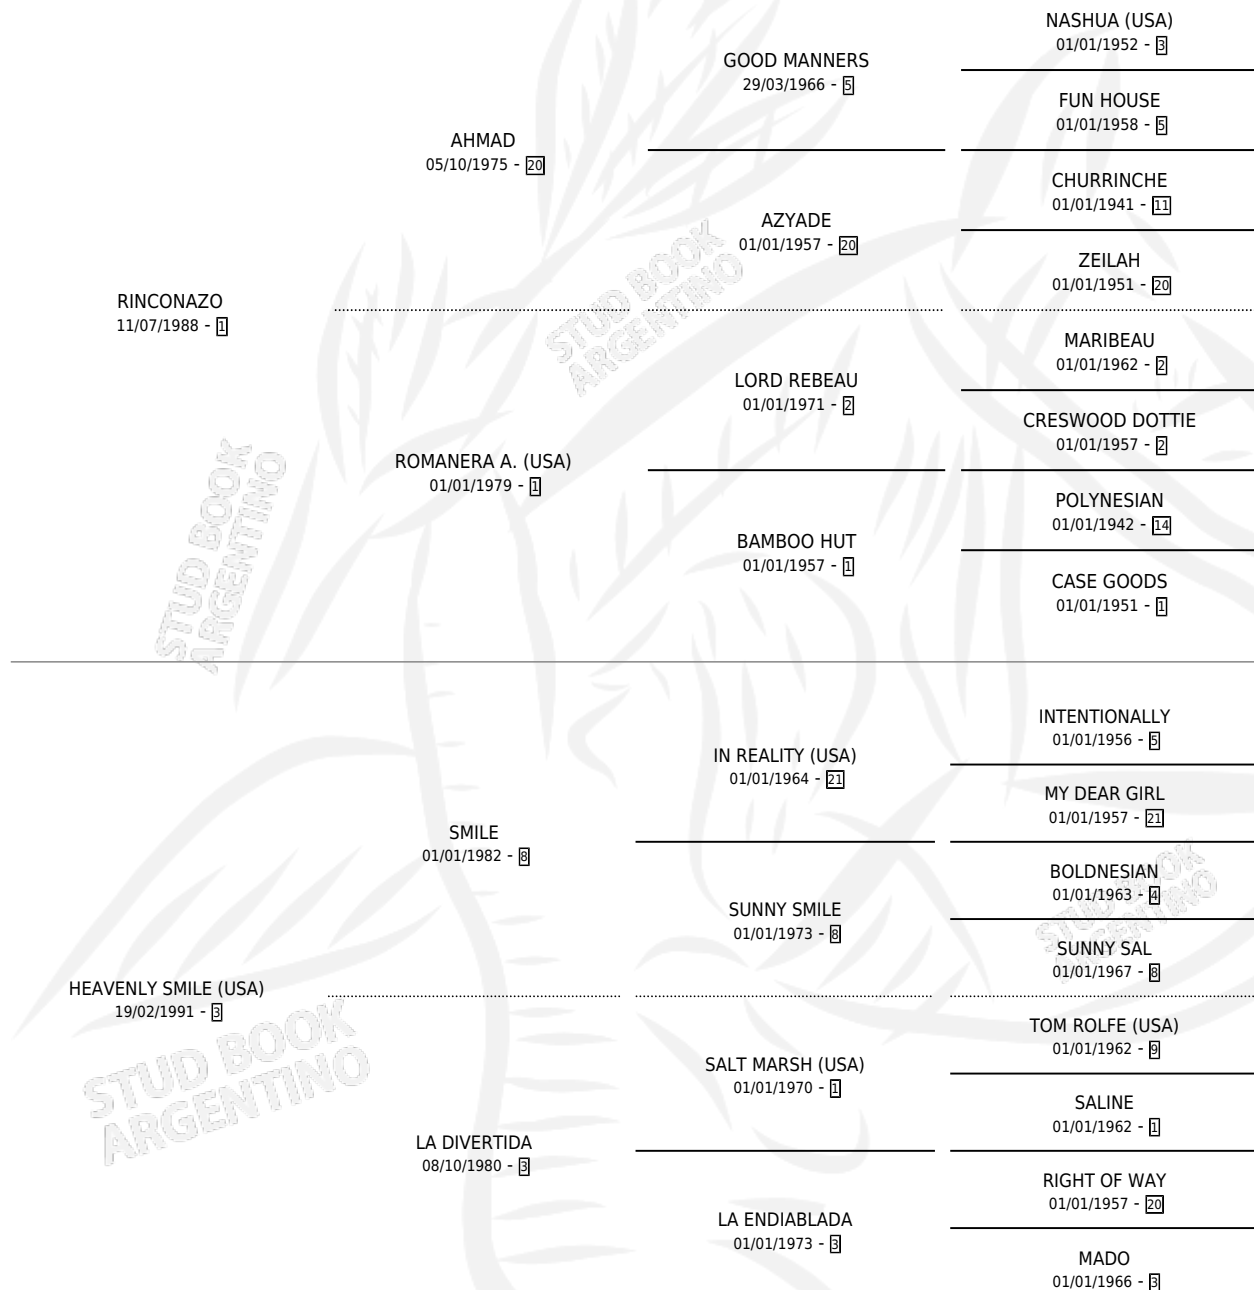 NASHUA (USA)
01/01/1952 - 3
GOOD MANNERS
29/03/1966 - 5
FUN HOUSE
01/01/1958 - 5
AHMAD
05/10/1975 - 20
CHURRINCHE
01/01/1941 - 11
AZYADE
01/01/1957 - 20
ZEILAH
01/01/1951 - 20
RINCONAZO
11/07/1988 - 1
MARIBEAU
01/01/1962 - 2
LORD REBEAU
01/01/1971 - 2
CRESWOOD DOTTIE
01/01/1957 - 2
ROMANERA A. (USA)
01/01/1979 - 1
POLYNESIAN
01/01/1942 - 14
BAMBOO HUT
01/01/1957 - 1
CASE GOODS
01/01/1951 - 1
INTENTIONALLY
01/01/1956 - 5
IN REALITY (USA)
01/01/1964 - 21
MY DEAR GIRL
01/01/1957 - 21
SMILE
01/01/1982 - 8
BOLDNESIAN
01/01/1963 - 4
SUNNY SMILE
01/01/1973 - 8
SUNNY SAL
01/01/1967 - 8
HEAVENLY SMILE (USA)
19/02/1991 - 3
TOM ROLFE (USA)
01/01/1962 - 9
SALT MARSH (USA)
01/01/1970 - 1
SALINE
01/01/1962 - 1
LA DIVERTIDA
08/10/1980 - 3
RIGHT OF WAY
01/01/1957 - 20
LA ENDIABLADA
01/01/1973 - 3
MADO
01/01/1966 - 3
STUD BOOK
ARGENTINO
STUD BOOK
ARGENTINO
STUD BOOK
ARGENTINO
STUD BOOK
ARGENTINO